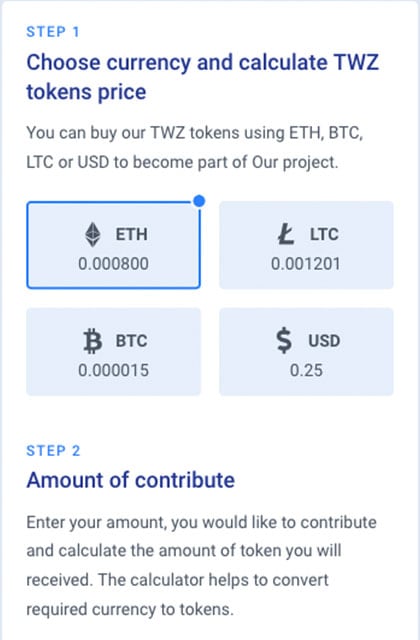 STEP 1
Choose currency and calculate TWZ
tokens price
You can buy our TWZ tokens using ETH, BTC,
LTC or USD to become part of Our project.
ETH
0.000800
LTC
0.001201
BTC
0.000015
USD
0.25
STEP 2
Amount of contribute
Enter your amount, you would like to contribute
and calculate the amount of token you will
received. The calculator helps to convert
required currency to tokens.